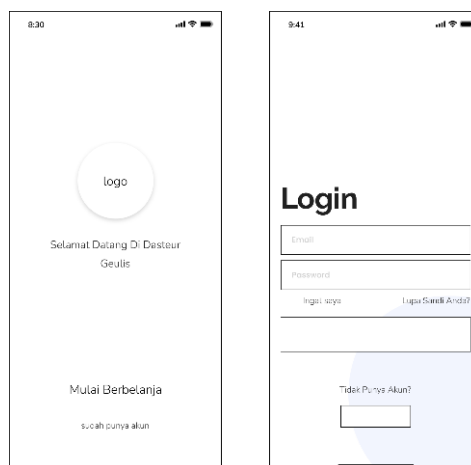 8:30
logo
Selamat Datang Di Dasteur
Geulis
Mulai Berbelanja
sudah punya akun
9:41
Login
Email
Password
Ingat saya
Lupa Sandi Anda?
Tidak Punya Akun?